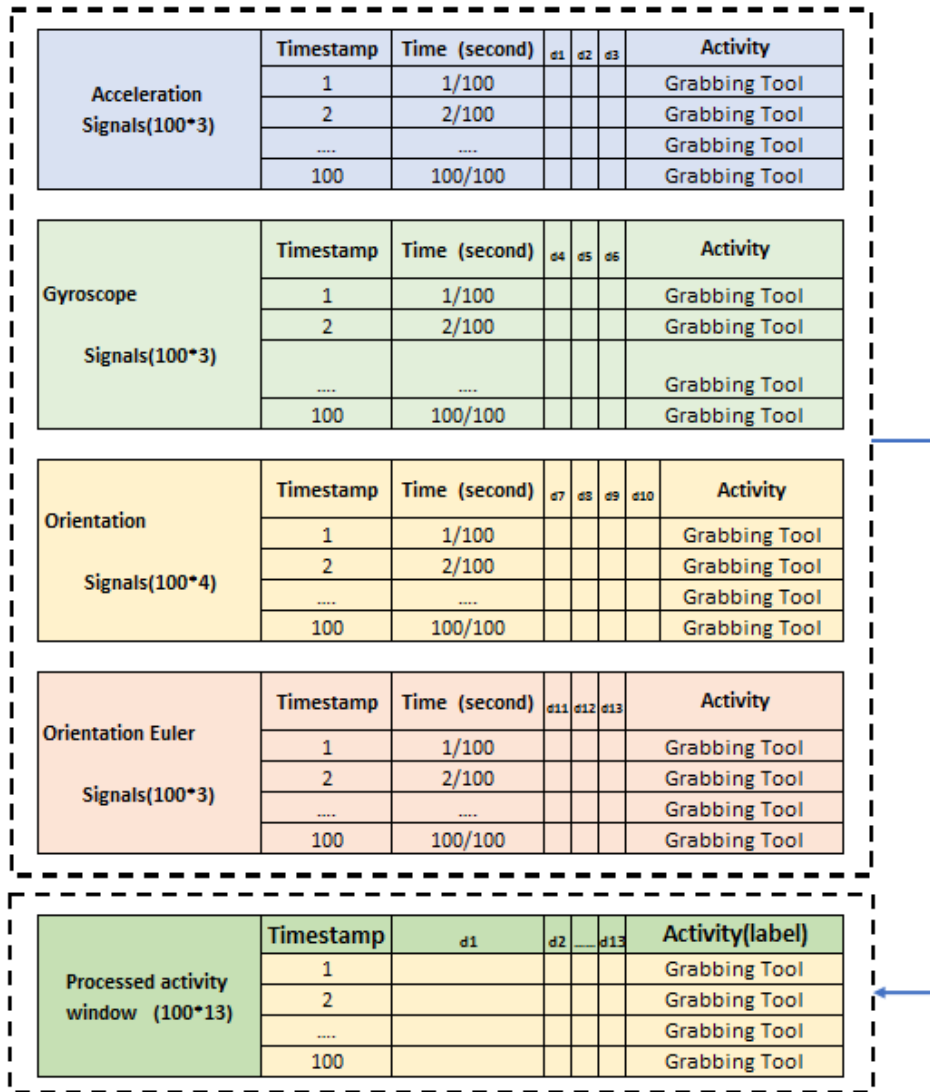 Acceleration Signals(100*3)
Timestamp Time (second) d1 d2 d3 Activity
1 1/100 Grabbing Tool
2 2/100 Grabbing Tool
.... .... Grabbing Tool
100 100/100 Grabbing Tool
Gyroscope Signals(100*3)
Timestamp Time (second) d4 d5 d6 Activity
1 1/100 Grabbing Tool
2 2/100 Grabbing Tool
.... .... Grabbing Tool
100 100/100 Grabbing Tool
Orientation Signals(100*4)
Timestamp Time (second) d7 d8 d9 d10 Activity
1 1/100 Grabbing Tool
2 2/100 Grabbing Tool
.... .... Grabbing Tool
100 100/100 Grabbing Tool
Orientation Euler Signals(100*3)
Timestamp Time (second) d11 d12 d13 Activity
1 1/100 Grabbing Tool
2 2/100 Grabbing Tool
.... .... Grabbing Tool
100 100/100 Grabbing Tool
Processed activity window (100*13)
Timestamp d1 d2 ..... d13 Activity(label)
1 Grabbing Tool
2 Grabbing Tool
.... Grabbing Tool
100 Grabbing Tool